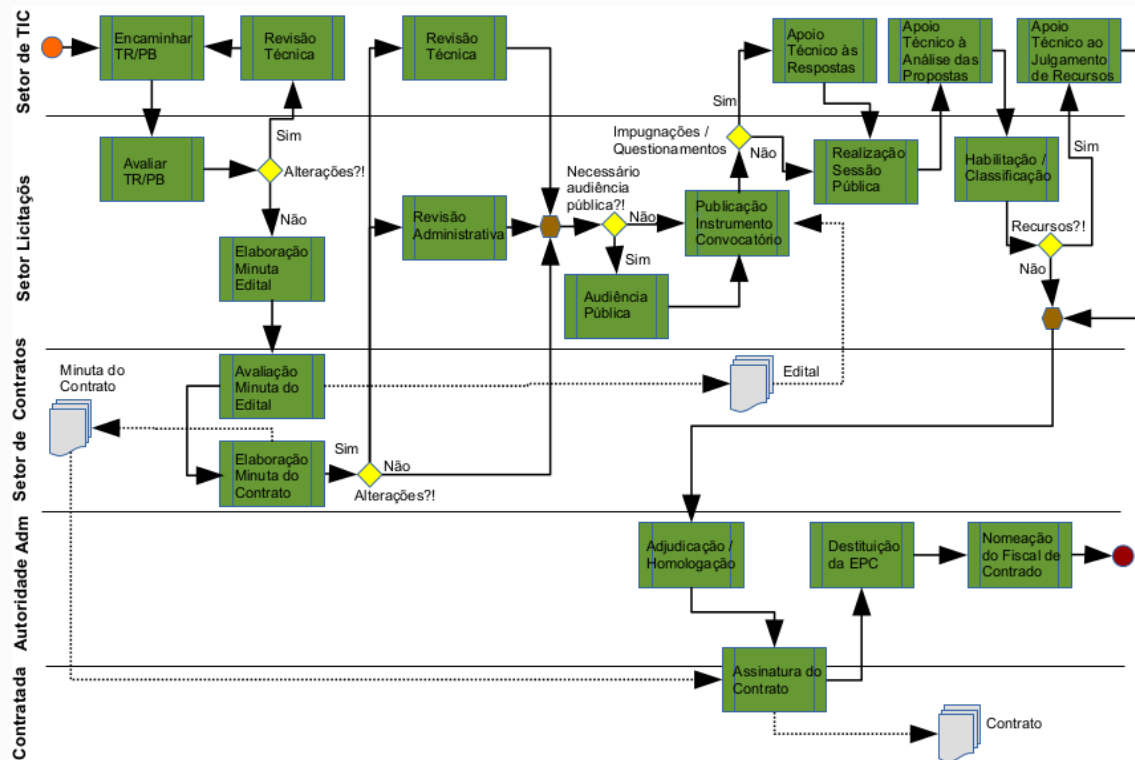 Setor de TIC
Encaminhar
TR/PB
Revisão
Técnica
Revisão
Técnica
Apoio
Técnico às
Respostas
Apoio
Técnico à
Análise das
Propostas
Apoio
Técnico ao
Julgamento
de Recursos
Setor Licitaçõs
Avaliar
TR/PB
Sim
Alterações?!
Não
Elaboração
Minuta
Edital
Revisão
Administrativa
Necessário
audiência
pública?!
Não
Sim
Audiência
Pública
Impugnações /
Questionamentos
Sim
Não
Publicação
Instrumento
Convocatório
Realização
Sessão
Pública
Habilitação /
Classificação
Recursos?!
Sim
Não
Setor de Contratos
Minuta do
Contrato
Avaliação
Minuta do
Edital
Edital
Elaboração
Minuta do
Contrato
Sim
Não
Alterações?!
Autoridade Adm
Adjudicação /
Homologação
Destituição
da EPC
Nomeação
do Fiscal de
Contrado
Contratada
Assinatura do
Contrato
Contrato